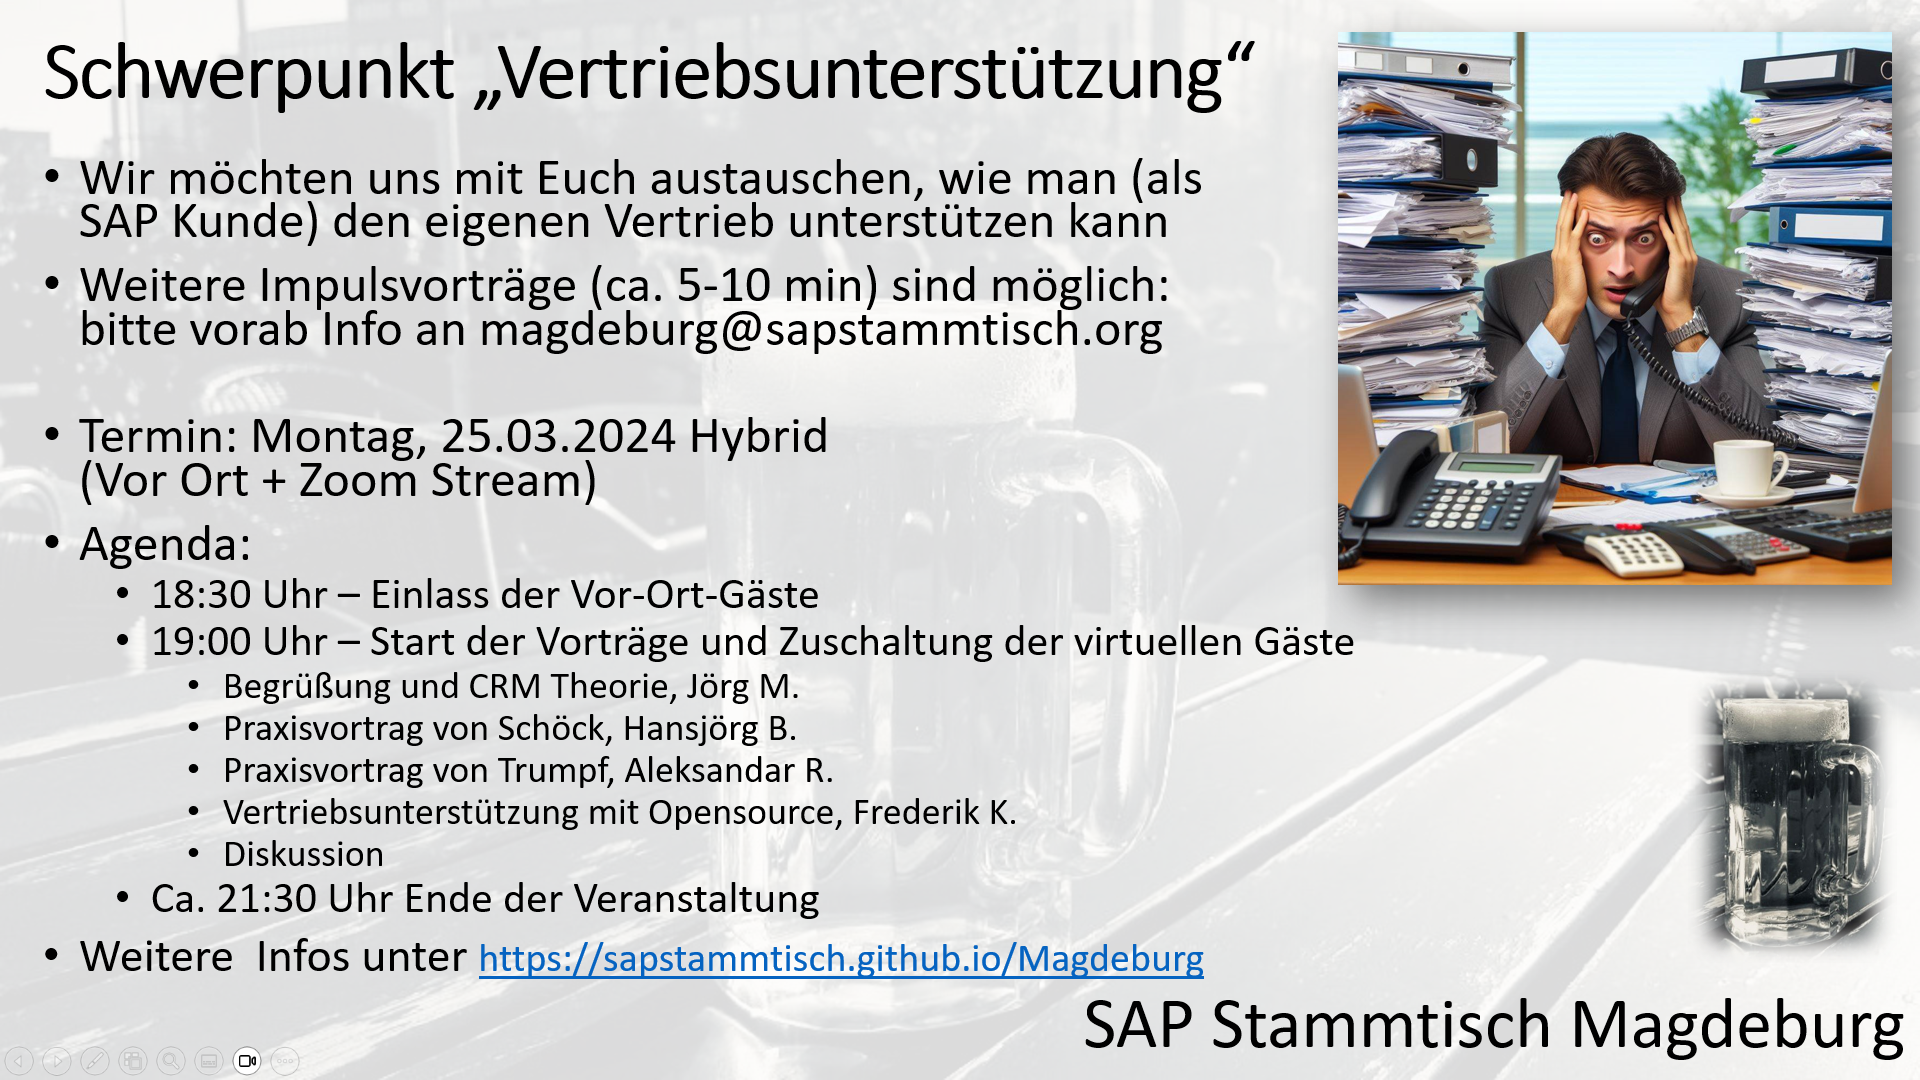 Schwerpunkt „Vertriebsunterstützung“
• Wir möchten uns mit Euch austauschen, wie man (als
SAP Kunde) den eigenen Vertrieb unterstützen kann
• Weitere Impulsvorträge (ca. 5-10 min) sind möglich:
bitte vorab Info an magdeburg@sapstammtisch.org
• Termin: Montag, 25.03.2024 Hybrid
(Vor Ort + Zoom Stream)
• Agenda:
• 18:30 Uhr – Einlass der Vor-Ort-Gäste
• 19:00 Uhr – Start der Vorträge und Zuschaltung der virtuellen Gäste
• Begrüßung und CRM Theorie, Jörg M.
• Praxisvortrag von Schöck, Hansjörg B.
• Praxisvortrag von Trumpf, Aleksandar R.
• Vertriebsunterstützung mit Opensource, Frederik K.
• Diskussion
• Ca. 21:30 Uhr Ende der Veranstaltung
• Weitere  Infos unter https://sapstammtisch.github.io/Magdeburg
SAP Stammtisch Magdeburg